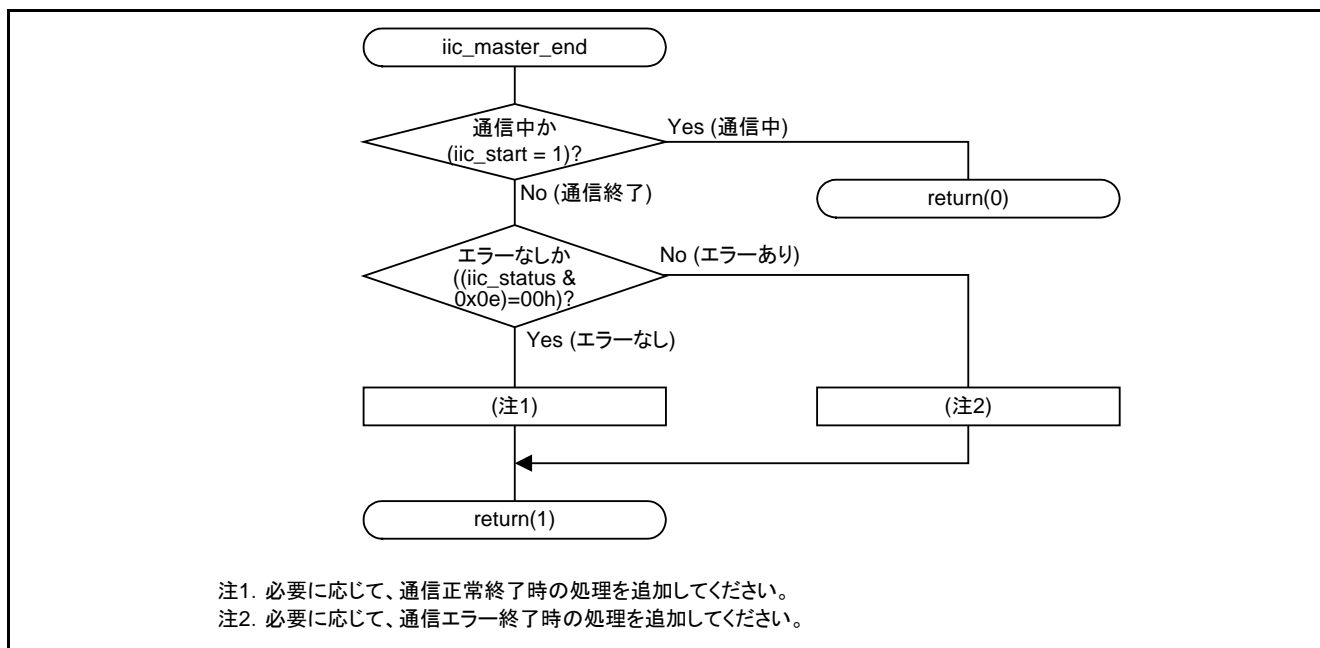 iic_master_end
通信中か
(iic_start = 1)?
Yes (通信中)
No (通信終了)
return(0)
エラーなしか
((iic_status &
0x0e)=00h)?
No (エラーあり)
Yes (エラーなし)
(注1)
(注2)
return(1)
注1. 必要に応じて、通信正常終了時の処理を追加してください。
注2. 必要に応じて、通信エラー終了時の処理を追加してください。